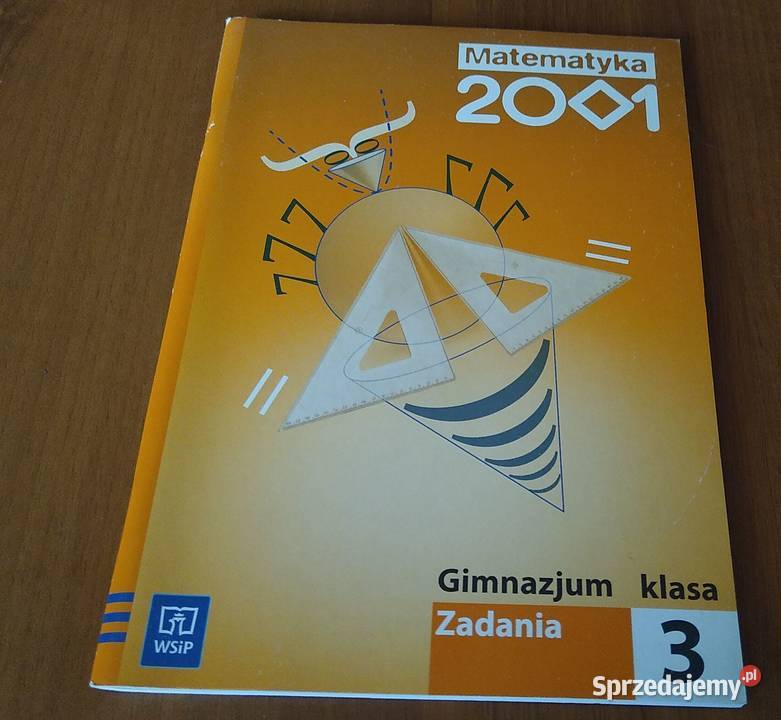 Matematyka
2001
Gimnazjum klasa
Zadania
3
WSiP
Sprzedajemy.pl